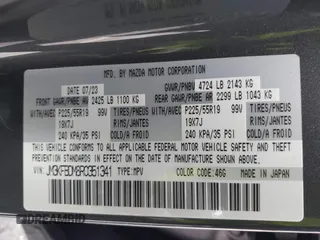 MFD. BY MAZDA MOTOR CORPORATION
DATE 07/23
GVWR/PNBV 4724 LB 2143 KG
FRONT GAWR/PNBE AV 2425 LB 1100 KG
REAR GAWR/PNBE AR 2299 LB 1043 KG
WITH/AVEC P225/55R19 99V TIRES/PNEUS
19X7J RIMS/JANTES
240 KPA/35 PSI COLD/A FROID
WITH/AVEC P225/55R19 99V TIRES/PNEUS
19X7J RIMS/JANTES
240 KPA/35 PSI COLD/A FROID
THIS VEHICLE CONFORMS TO ALL APPLICABLE FEDERAL MOTOR VEHICLE SAFETY, BUMPER, AND THEFT PREVENTION STANDARDS IN EFFECT ON THE DATE OF MANUFACTURE SHOWN ABOVE.
TYPE: MPV COLOR CODE: 46G MADE IN JAPAN